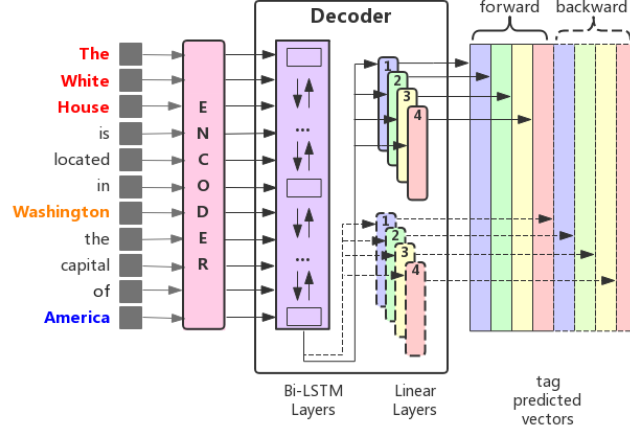 Decoder
forward backward
The
White
House
is
located
in
Washington
the
capital
of
America
E
N
C
O
D
E
R
...
...
1
2
3
4
1
2
3
4
Bi-LSTM
Layers
Linear
Layers
tag
predicted
vectors